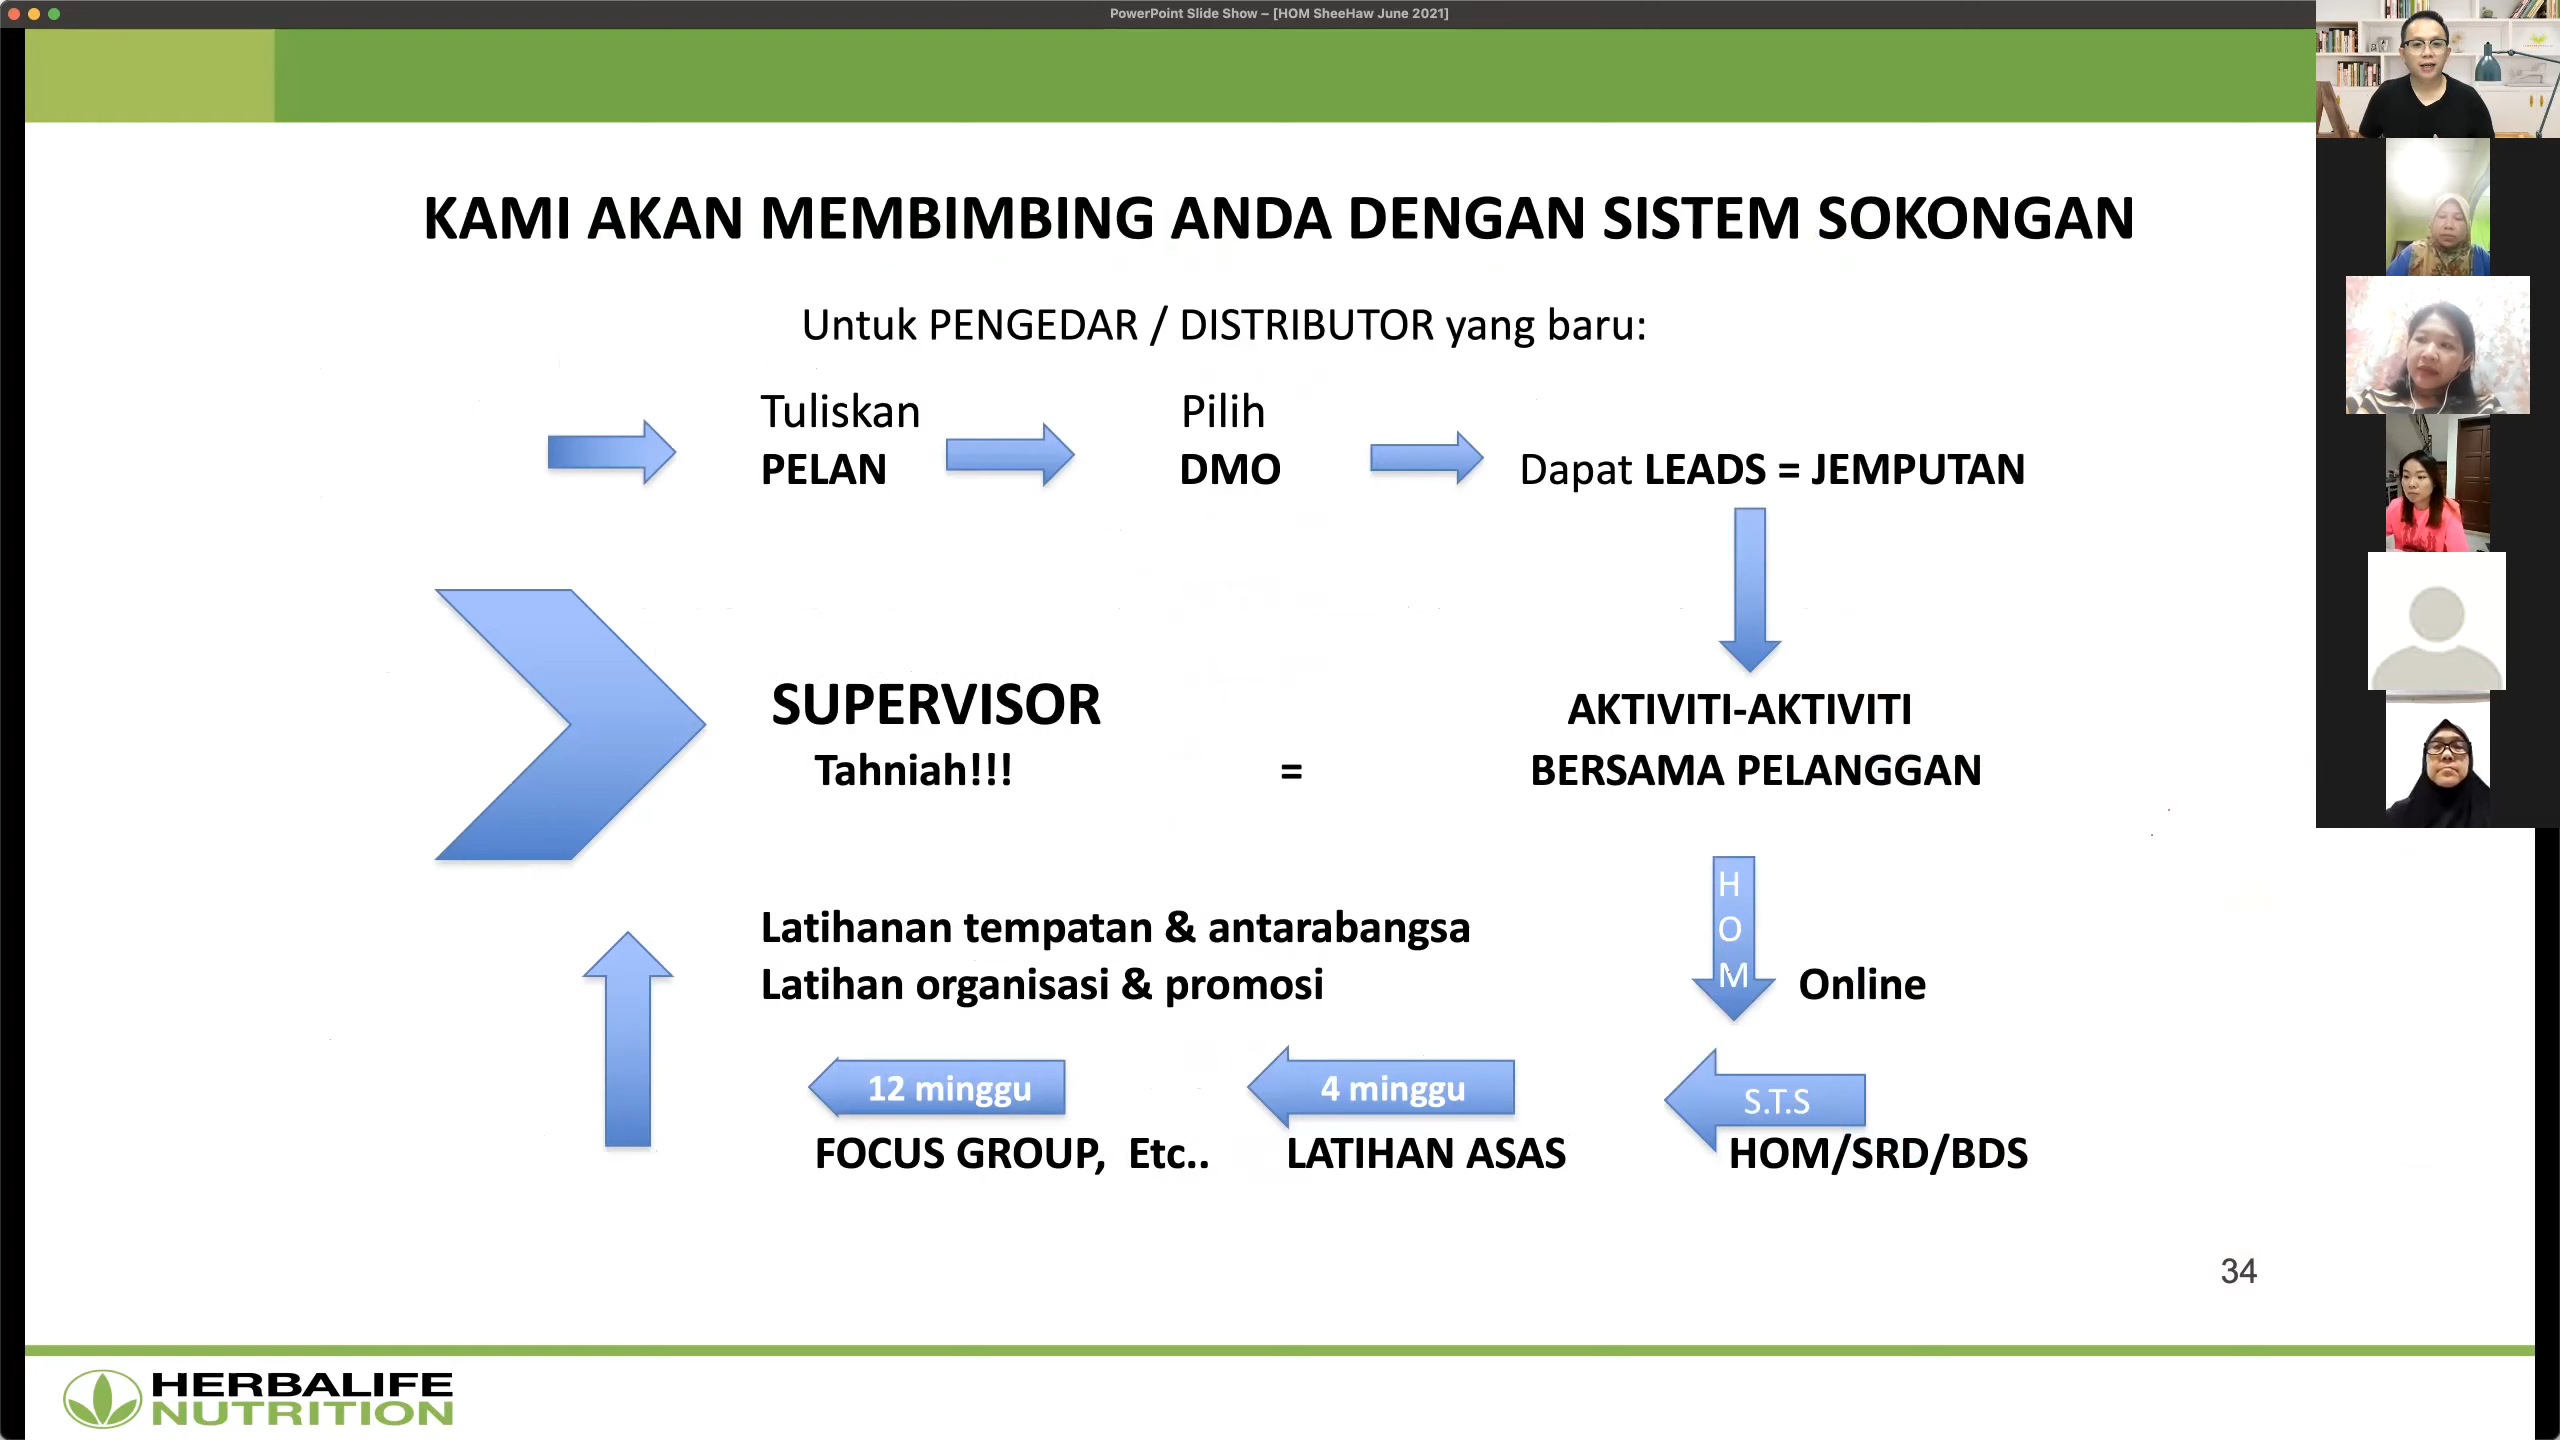 PowerPoint Slide Show – [HOM SheeHaw June 2021]
KAMI AKAN MEMBIMBING ANDA DENGAN SISTEM SOKONGAN
Untuk PENGEDAR / DISTRIBUTOR yang baru:
Tuliskan
PELAN
Pilih
DMO
Dapat LEADS = JEMPUTAN
SUPERVISOR
Tahniah!!!
=
AKTIVITI-AKTIVITI
BERSAMA PELANGGAN
HOM
Online
Latihanan tempatan & antarabangsa
Latihan organisasi & promosi
12 minggu
4 minggu
S.T.S
FOCUS GROUP, Etc..
LATIHAN ASAS
HOM/SRD/BDS
34
HERBALIFE
NUTRITION